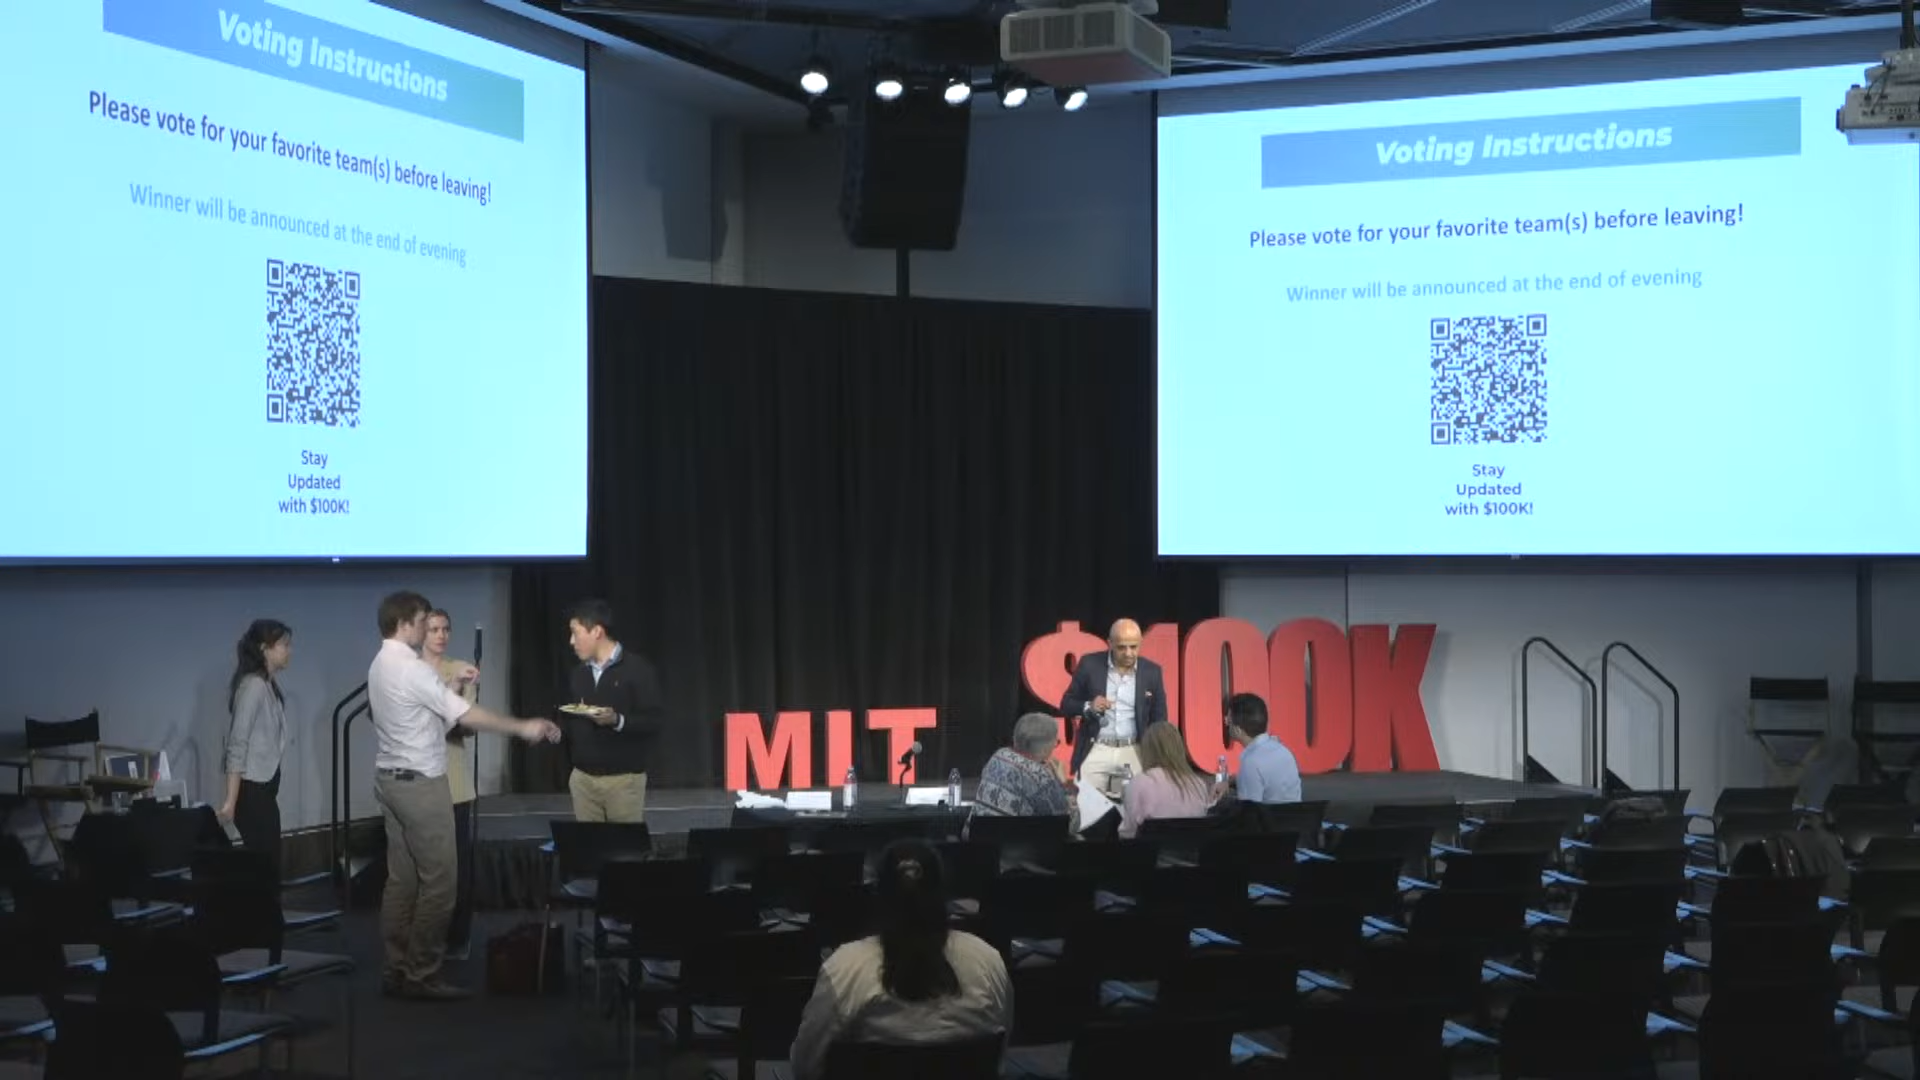 Voting Instructions
Please vote for your favorite team(s) before leaving!
Winner will be announced at the end of evening
Stay
Updated
with $100K!
Voting Instructions
Please vote for your favorite team(s) before leaving!
Winner will be announced at the end of evening
Stay
Updated
with $100K!
MIT $100K